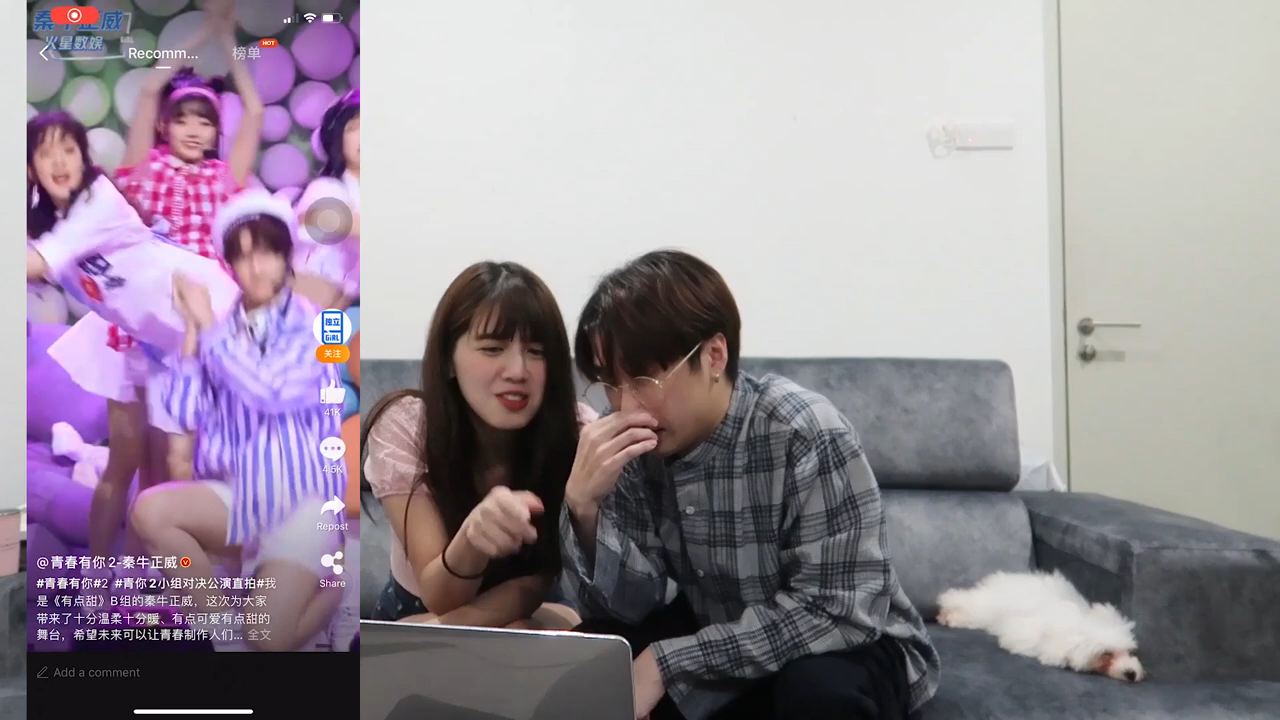 秦牛正威
火星数娱
Recomm...
榜单
HOT
独立
GIRL
关注
41K
4.5K
Repost
Share
@青春有你2-秦牛正威
#青春有你#2 #青你2小组对决公演直拍#我
是《有点甜》B组的秦牛正威，这次为大家
带来了十分温柔十分暖、有点可爱有点甜的
舞台，希望未来可以让青春制作人们... 全文
Add a comment